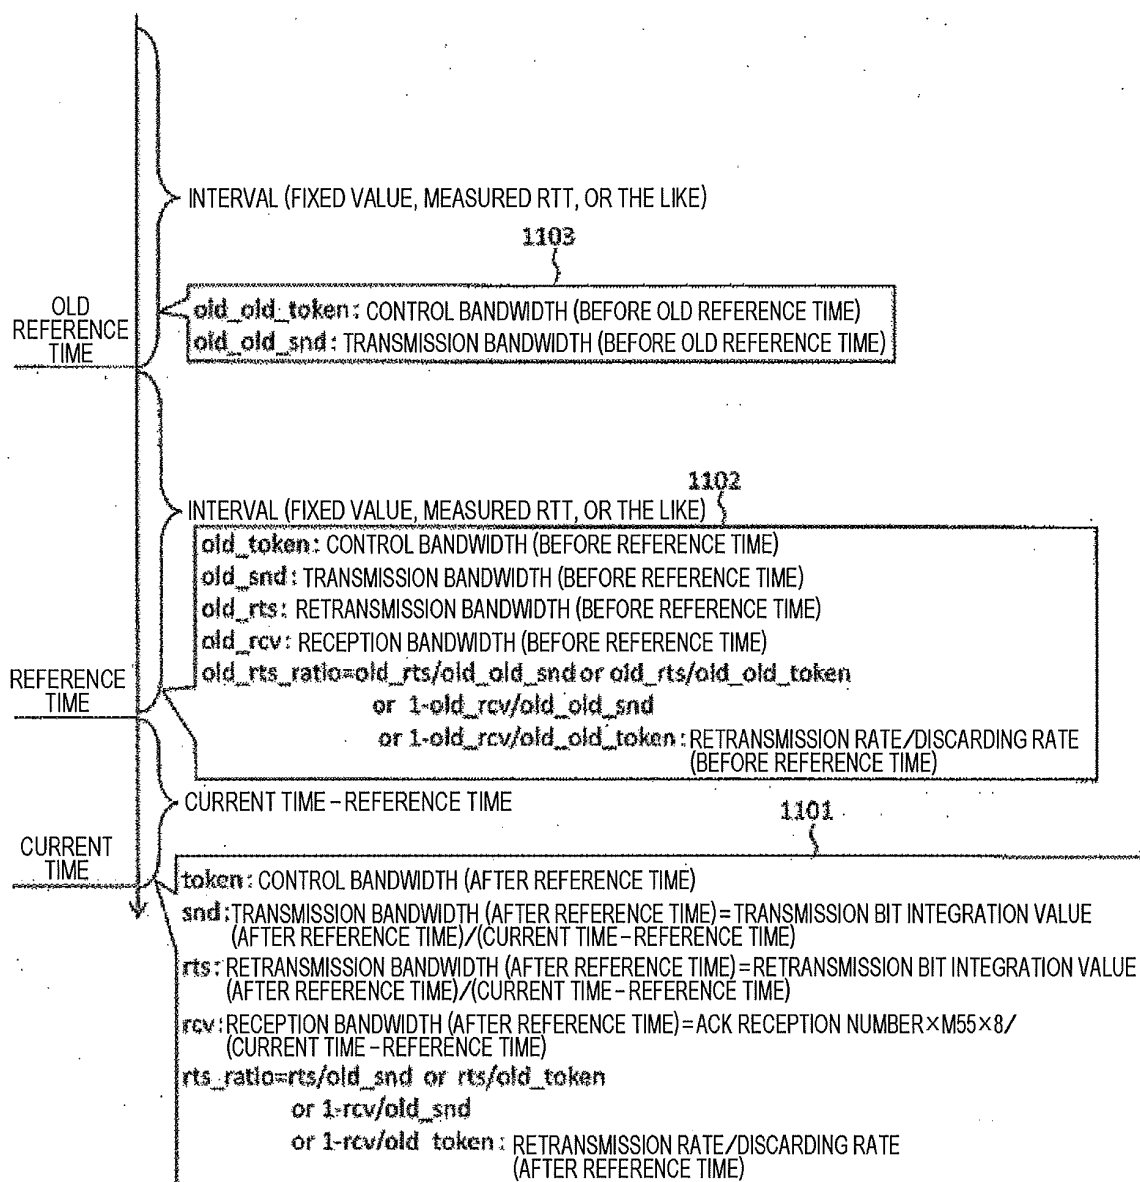 INTERVAL (FIXED VALUE, MEASURED RTT, OR THE LIKE)
1103
OLD
REFERENCE
TIME
old_old_token: CONTROL BANDWIDTH (BEFORE OLD REFERENCE TIME)
old_old_snd: TRANSMISSION BANDWIDTH (BEFORE OLD REFERENCE TIME)
1102
INTERVAL (FIXED VALUE, MEASURED RTT, OR THE LIKE)
old_token: CONTROL BANDWIDTH (BEFORE REFERENCE TIME)
old_snd: TRANSMISSION BANDWIDTH (BEFORE REFERENCE TIME)
old_rts: RETRANSMISSION BANDWIDTH (BEFORE REFERENCE TIME)
old_rcv: RECEPTION BANDWIDTH (BEFORE REFERENCE TIME)
old_rts_ratio=old_rts/old_old_snd or old_rts/old_old_token
or 1-old_rcv/old_old_snd
or 1-old_rcv/old_old_token: RETRANSMISSION RATE/DISCARDING RATE
(BEFORE REFERENCE TIME)
REFERENCE
TIME
CURRENT TIME – REFERENCE TIME
1101
CURRENT
TIME
token: CONTROL BANDWIDTH (AFTER REFERENCE TIME)
snd: TRANSMISSION BANDWIDTH (AFTER REFERENCE TIME)=TRANSMISSION BIT INTEGRATION VALUE
(AFTER REFERENCE TIME)/(CURRENT TIME–REFERENCE TIME)
rts: RETRANSMISSION BANDWIDTH (AFTER REFERENCE TIME)=RETRANSMISSION BIT INTEGRATION VALUE
(AFTER REFERENCE TIME)/(CURRENT TIME–REFERENCE TIME)
rcv: RECEPTION BANDWIDTH (AFTER REFERENCE TIME)=ACK RECEPTION NUMBER×M55×8/
(CURRENT TIME–REFERENCE TIME)
rts_ratio=rts/old_snd or rts/old_token
or 1-rcv/old_snd
or 1-rcv/old token: RETRANSMISSION RATE/DISCARDING RATE
(AFTER REFERENCE TIME)